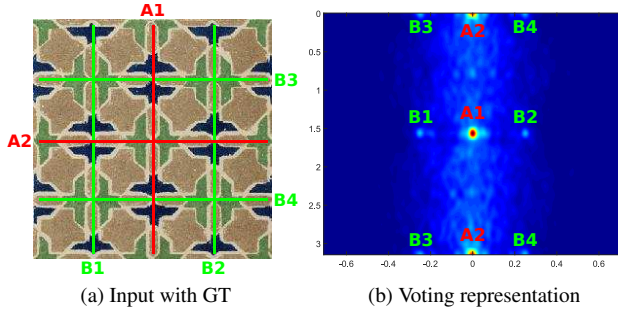 A1
B3
A2
B4
B1 B2
(a) Input with GT
0
0.5
1
1.5
2
2.5
3
B3 A2 B4
B1 A1 B2
B3 A2 B4
-0.6 -0.4 -0.2 0 0.2 0.4 0.6
(b) Voting representation